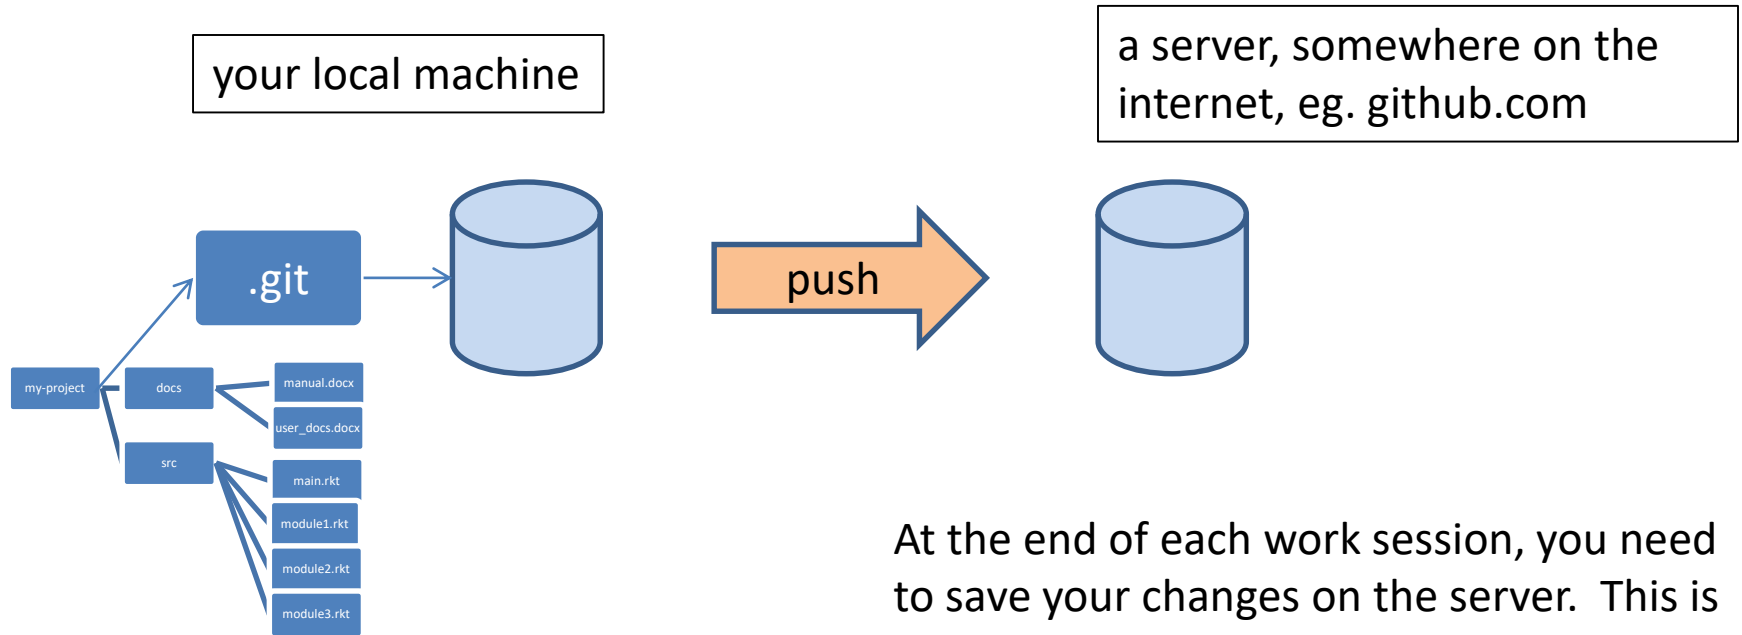 your local machine
a server, somewhere on the
internet, eg. github.com
.git
push
my-project
docs
manual.docx
user_docs.docx
src
main.rkt
module1.rkt
module2.rkt
module3.rkt
At the end of each work session, you need
to save your changes on the server.  This is